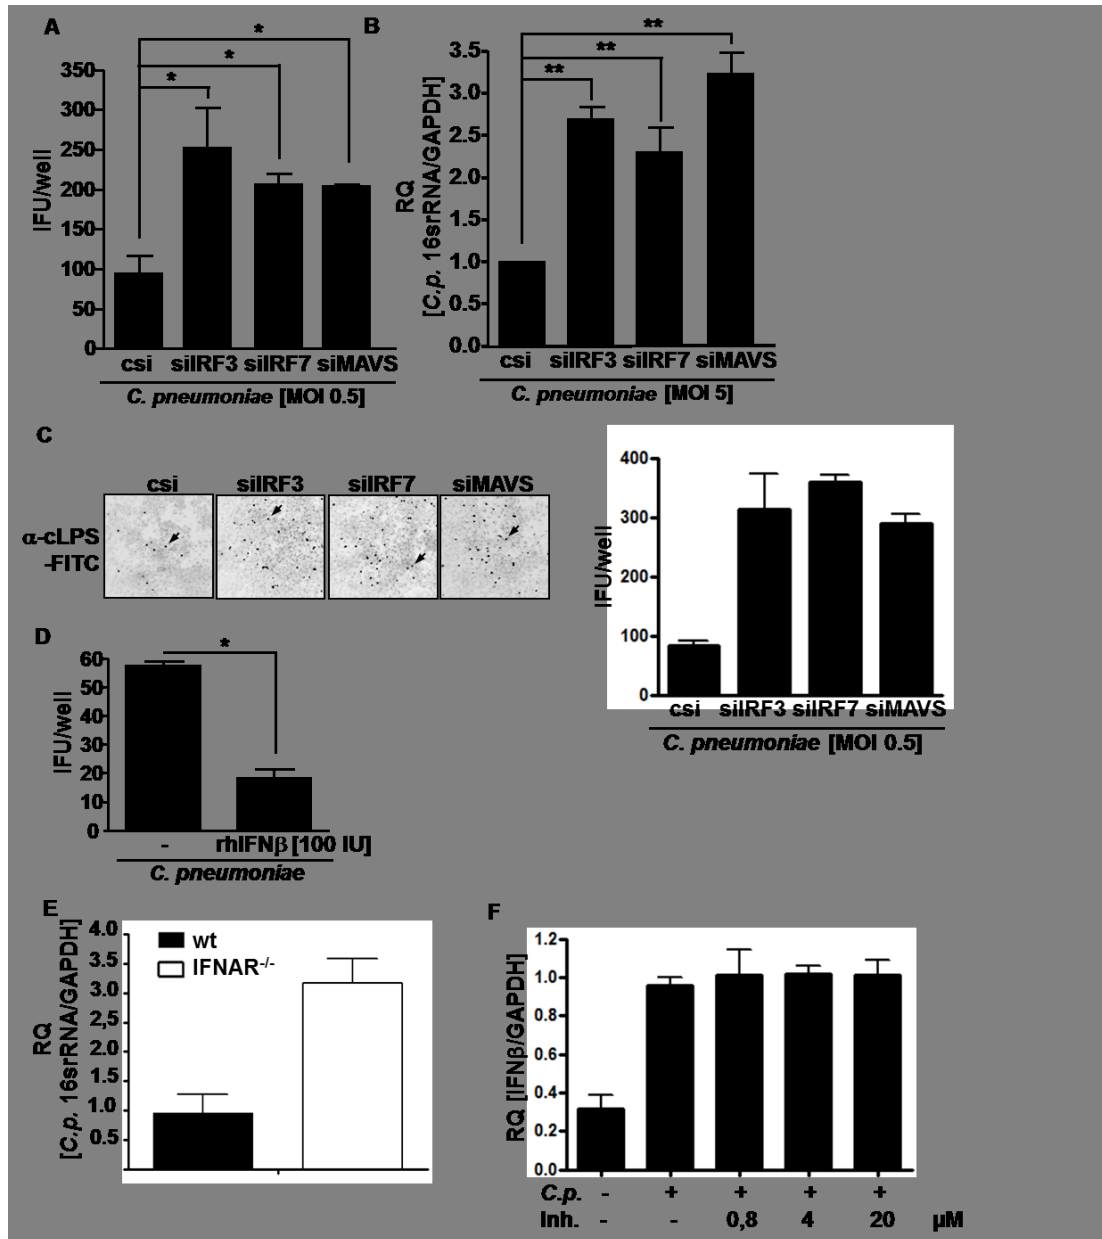 A
*
*
*
350
300
250
200
150
100
50
0
IFU/well
csi siIRF3 siIRF7 siMAVS
C. pneumoniae [MOI 0.5]
B
**
**
**
3.5
3.0
2.5
2.0
1.5
1.0
0.5
0.0
RQ
[C.p. 16srRNA/GAPDH]
csi siIRF3 siIRF7 siMAVS
C. pneumoniae [MOI 5]
C
csi siIRF3 siIRF7 siMAVS
α-cLPS
-FITC
400
300
200
100
0
IFU/well
csi siIRF3 siIRF7 siMAVS
C. pneumoniae [MOI 0.5]
D
*
60
50
40
30
20
10
0
IFU/well
- rhIFNβ [100 IU]
C. pneumoniae
E
4.0
3.5
3.0
2,5
2.0
1.5
1.0
0.5
RQ
[C.p. 16srRNA/GAPDH]
wt
IFNAR-/-
F
1.2
1.0
0.8
0.6
0.4
0.2
0.0
RQ [IFNβ/GAPDH]
C.p. - + + + +
Inh. - - 0,8 4 20 µM